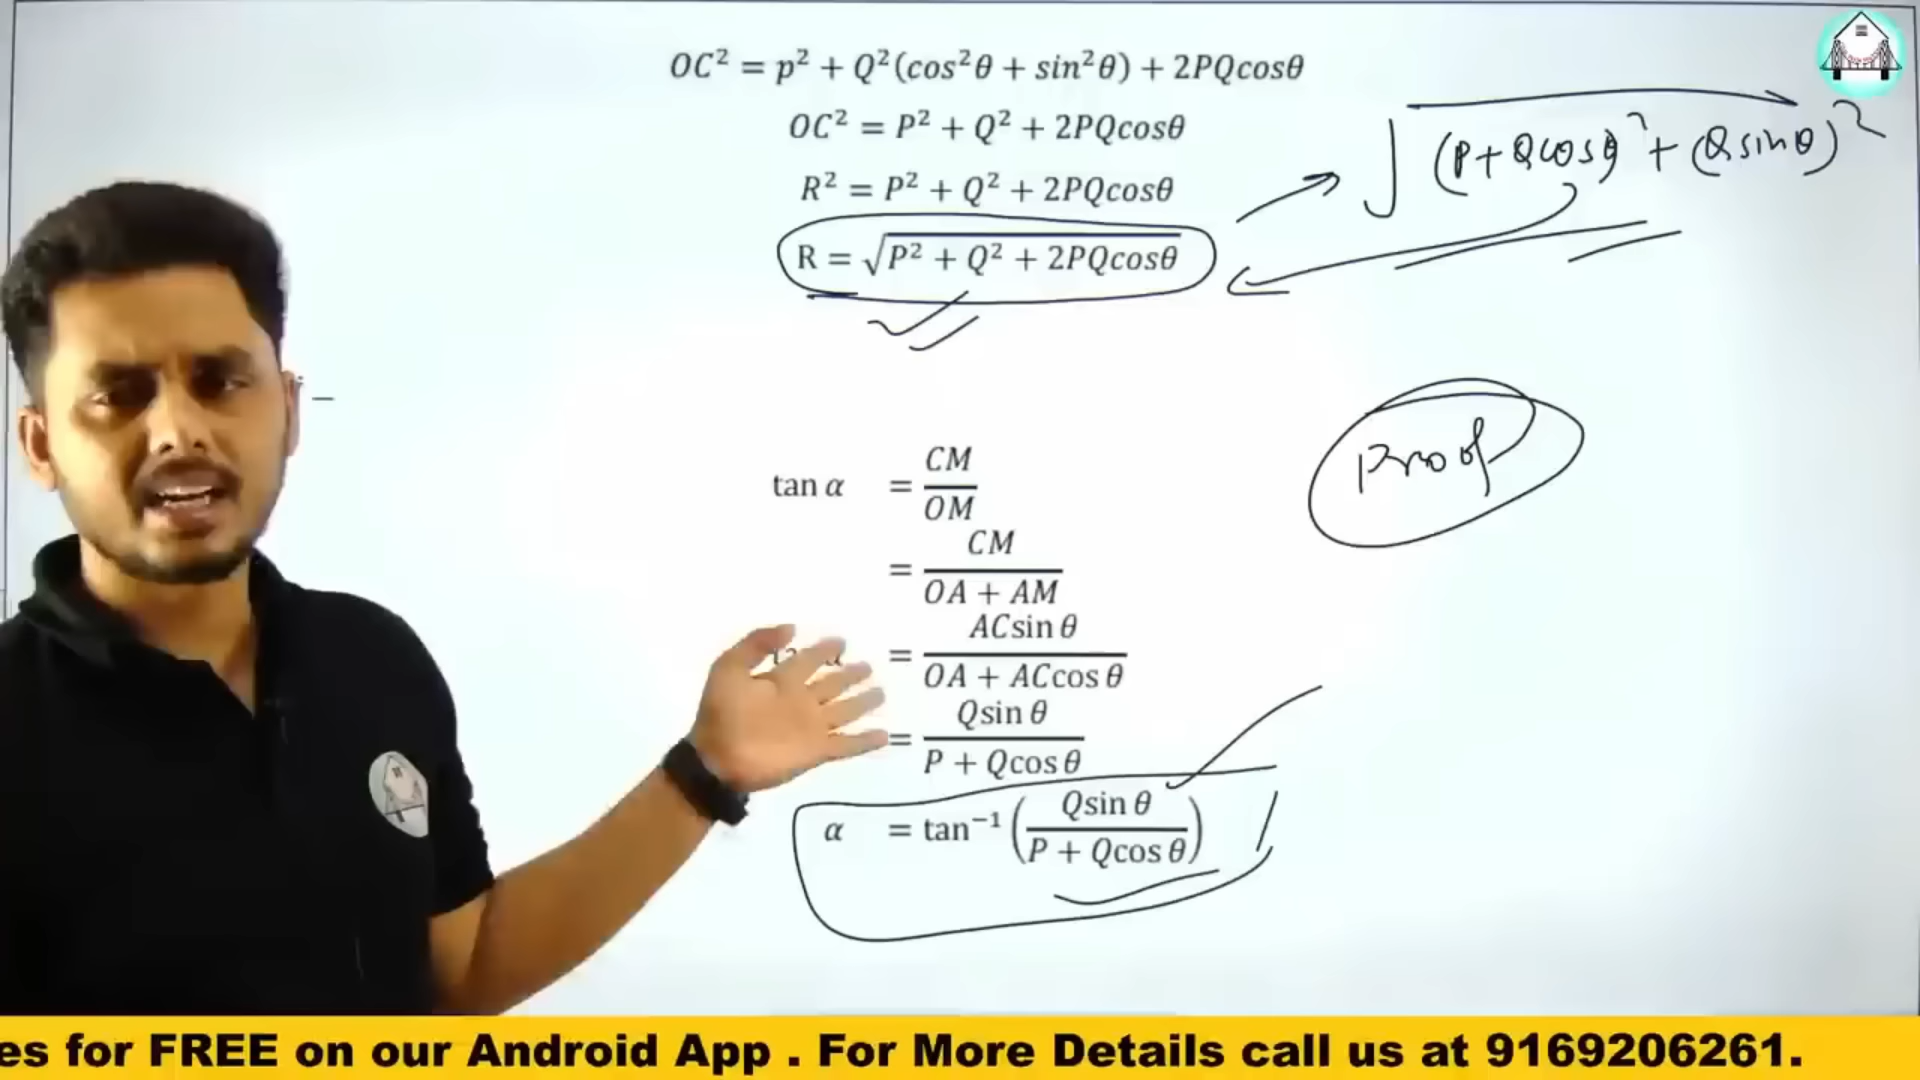 OC² = p² + Q²(cos²θ + sin²θ) + 2PQcosθ
OC² = P² + Q² + 2PQcosθ
R² = P² + Q² + 2PQcosθ
R = √P² + Q² + 2PQcosθ
√(P+Qcosθ)² + (Qsinθ)²
Proof
tan α = CM/OM
= CM/OA + AM
= ACsin θ/OA + ACcos θ
= Qsin θ/P + Qcos θ
α = tan⁻¹(Qsin θ/P + Qcos θ)
es for FREE on our Android App . For More Details call us at 9169206261.